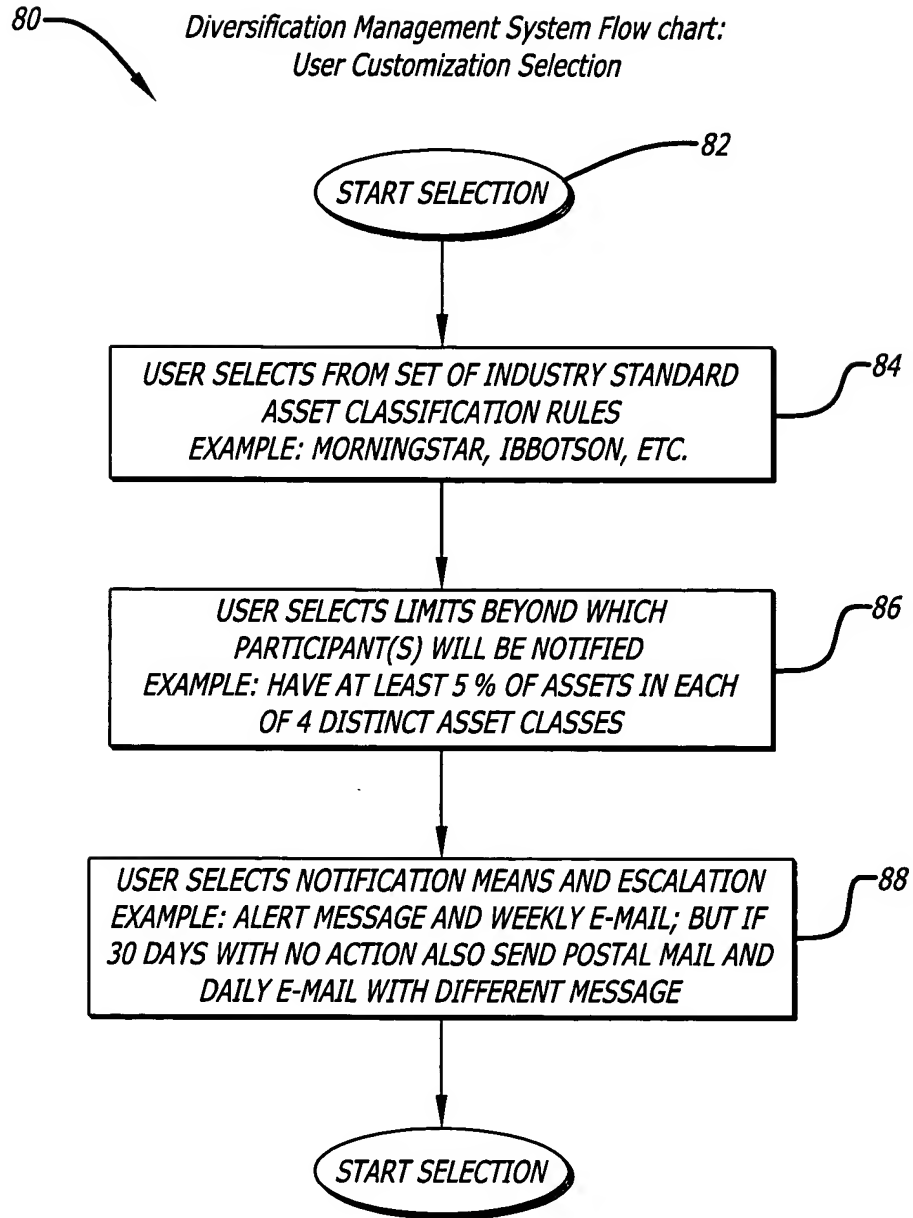 80
Diversification Management System Flow chart:
User Customization Selection
82
START SELECTION
84
USER SELECTS FROM SET OF INDUSTRY STANDARD
ASSET CLASSIFICATION RULES
EXAMPLE: MORNINGSTAR, IBBOTSON, ETC.
86
USER SELECTS LIMITS BEYOND WHICH
PARTICIPANT(S) WILL BE NOTIFIED
EXAMPLE: HAVE AT LEAST 5 % OF ASSETS IN EACH
OF 4 DISTINCT ASSET CLASSES
88
USER SELECTS NOTIFICATION MEANS AND ESCALATION
EXAMPLE: ALERT MESSAGE AND WEEKLY E-MAIL; BUT IF
30 DAYS WITH NO ACTION ALSO SEND POSTAL MAIL AND
DAILY E-MAIL WITH DIFFERENT MESSAGE
START SELECTION